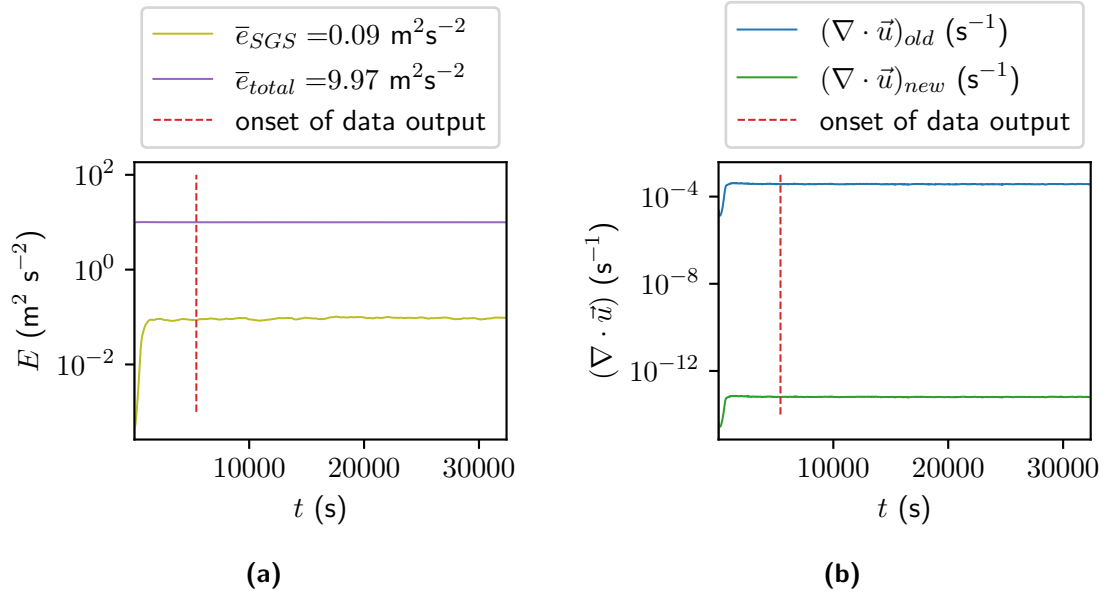 e̅_SGS =0.09 m²s⁻²
e̅_total =9.97 m²s⁻²
onset of data output
10²
10⁰
10⁻²
E (m² s⁻²)
10000
20000
30000
t (s)
(a)
(∇ · u⃗)_old (s⁻¹)
(∇ · u⃗)_new (s⁻¹)
onset of data output
10⁻⁴
10⁻⁸
10⁻¹²
(∇ · u⃗) (s⁻¹)
10000
20000
30000
t (s)
(b)